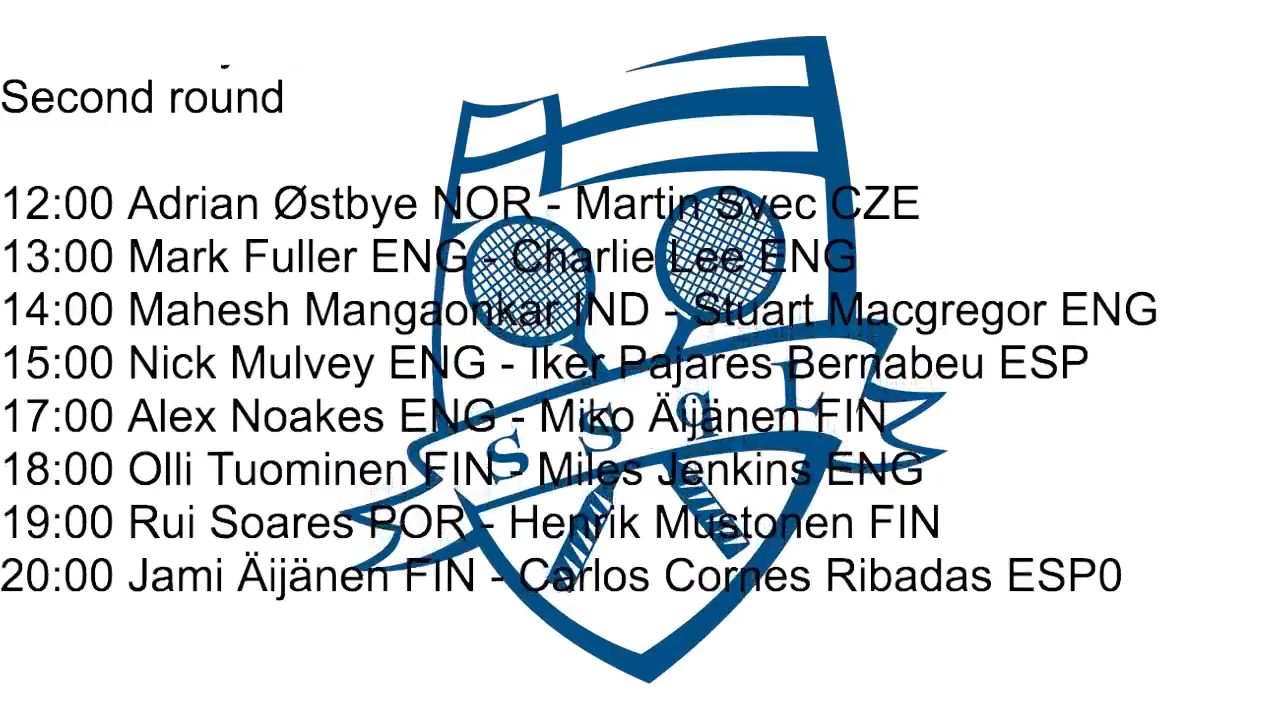 Second round
12:00 Adrian Østbye NOR - Martin Svec CZE
13:00 Mark Fuller ENG - Charlie Lee ENG
14:00 Mahesh Mangaonkar IND - Stuart Macgregor ENG
15:00 Nick Mulvey ENG - Iker Pajares Bernabeu ESP
17:00 Alex Noakes ENG - Miko Äijänen FIN
18:00 Olli Tuominen FIN - Miles Jenkins ENG
19:00 Rui Soares POR - Henrik Mustonen FIN
20:00 Jami Äijänen FIN - Carlos Cornes Ribadas ESP0
S S q L